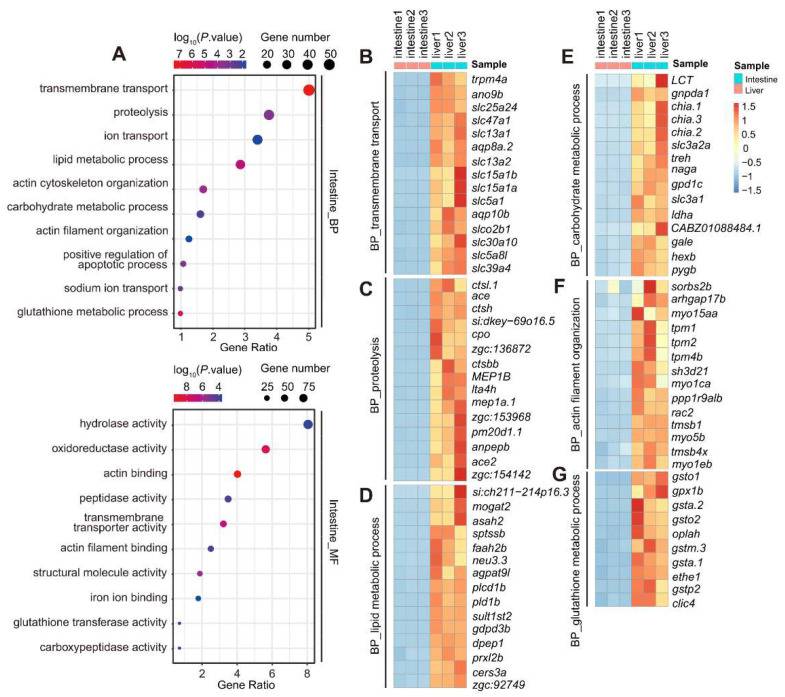 A
log10(P.value)
7 6 5 4 3 2
Gene number
20 30 40 50
transmembrane transport
proteolysis
ion transport
lipid metabolic process
actin cytoskeleton organization
carbohydrate metabolic process
actin filament organization
positive regulation of
apoptotic process
sodium ion transport
glutathione metabolic process
1 2 3 4 5
Gene Ratio
Intestine_BP
log10(P.value)
8 6 4
Gene number
25 50 75
hydrolase activity
oxidoreductase activity
actin binding
peptidase activity
transmembrane
transporter activity
actin filament binding
structural molecule activity
iron ion binding
glutathione transferase activity
carboxypeptidase activity
2 4 6 8
Gene Ratio
Intestine_MF
B
intestine1
intestine2
intestine3
liver1
liver2
liver3
Sample
BP_transmembrane transport
trpm4a
ano9b
slc25a24
slc47a1
slc13a1
aqp8a.2
slc13a2
slc15a1b
slc15a1a
slc5a1
aqp10b
slco2b1
slc30a10
slc5a8l
slc39a4
C
BP_proteolysis
ctsl.1
ace
ctsh
si:dkey-69o16.5
cpo
zgc:136872
ctsbb
MEP1B
lta4h
mep1a.1
zgc:153968
pm20d1.1
anpepb
ace2
zgc:154142
D
BP_lipid metabolic process
si:ch211-214p16.3
mogat2
asah2
sptssb
faah2b
neu3.3
agpat9l
plcd1b
pld1b
sult1st2
gdpd3b
dpep1
prxl2b
cers3a
zgc:92749
E
intestine1
intestine2
intestine3
liver1
liver2
liver3
Sample
BP_carbohydrate metabolic process
LCT
gnpda1
chia.1
chia.3
chia.2
slc3a2a
treh
naga
gpd1c
slc3a1
ldha
CABZ01088484.1
gale
hexb
pygb
Sample
Intestine
Liver
1.5
1
0.5
0
-0.5
-1
-1.5
F
BP_actin filament organization
sorbs2b
arhgap17b
myo15aa
tpm1
tpm2
tpm4b
sh3d21
myo1ca
ppp1r9alb
rac2
tmsb1
myo5b
tmsb4x
myo1eb
G
BP_glutathione metabolic process
gsto1
gpx1b
gsta.2
gsto2
oplah
gstm.3
gsta.1
ethe1
gstp2
clic4